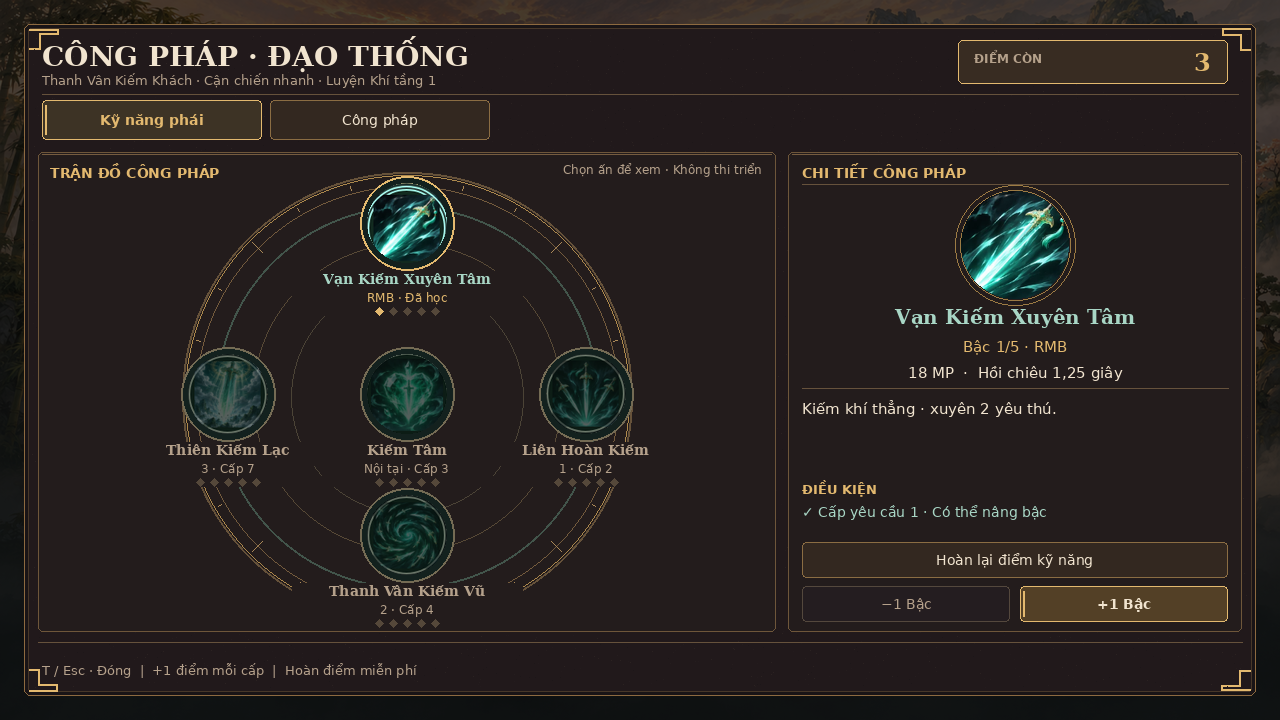 CÔNG PHÁP · ĐẠO THỐNG
Thanh Vân Kiếm Khách · Cận chiến nhanh · Luyện Khí tầng 1
ĐIỂM CÒN 3
Kỹ năng phái
Công pháp
TRẬN ĐỒ CÔNG PHÁP
Chọn ấn để xem · Không thi triển
Vạn Kiếm Xuyên Tâm
RMB · Đã học
Thiên Kiếm Lạc
3 · Cấp 7
Kiếm Tâm
Nội tại · Cấp 3
Liên Hoàn Kiếm
1 · Cấp 2
Thanh Vân Kiếm Vũ
2 · Cấp 4
CHI TIẾT CÔNG PHÁP
Vạn Kiếm Xuyên Tâm
Bậc 1/5 · RMB
18 MP · Hồi chiêu 1,25 giây
Kiếm khí thẳng · xuyên 2 yêu thú.
ĐIỀU KIỆN
✓ Cấp yêu cầu 1 · Có thể nâng bậc
Hoàn lại điểm kỹ năng
−1 Bậc
+1 Bậc
T / Esc · Đóng | +1 điểm mỗi cấp | Hoàn điểm miễn phí